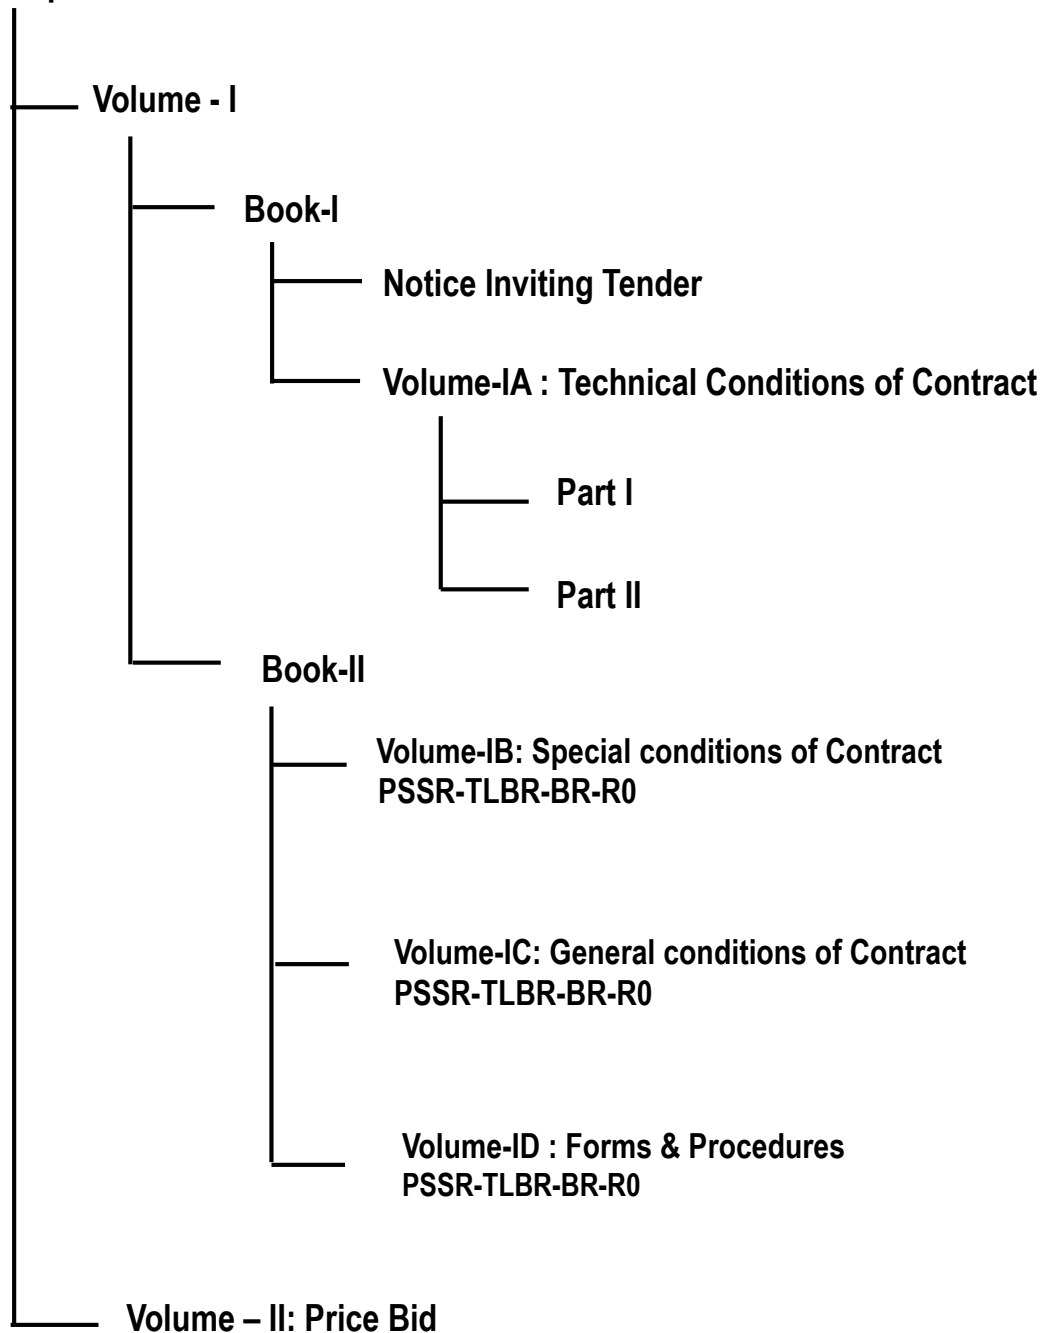 Volume - I
Book-I
Notice Inviting Tender
Volume-IA : Technical Conditions of Contract
Part I
Part II
Book-II
Volume-IB: Special conditions of Contract
PSSR-TLBR-BR-R0
Volume-IC: General conditions of Contract
PSSR-TLBR-BR-R0
Volume-ID : Forms & Procedures
PSSR-TLBR-BR-R0
Volume – II: Price Bid